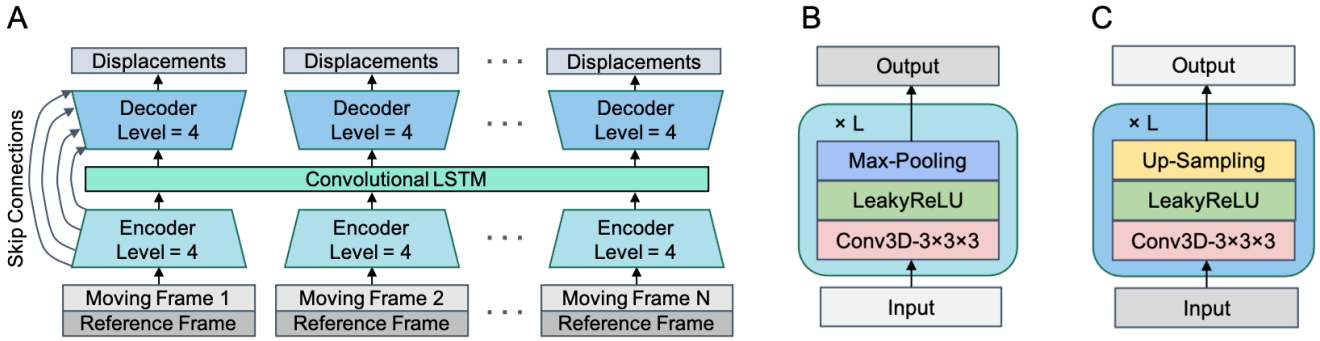 A
Displacements
Displacements
. . .
Displacements
Skip Connections
Decoder
Level = 4
Decoder
Level = 4
. . .
Decoder
Level = 4
Convolutional LSTM
Encoder
Level = 4
Encoder
Level = 4
. . .
Encoder
Level = 4
Moving Frame 1
Reference Frame
Moving Frame 2
Reference Frame
. . .
Moving Frame N
Reference Frame
B
Output
× L
Max-Pooling
LeakyReLU
Conv3D-3×3×3
Input
C
Output
× L
Up-Sampling
LeakyReLU
Conv3D-3×3×3
Input